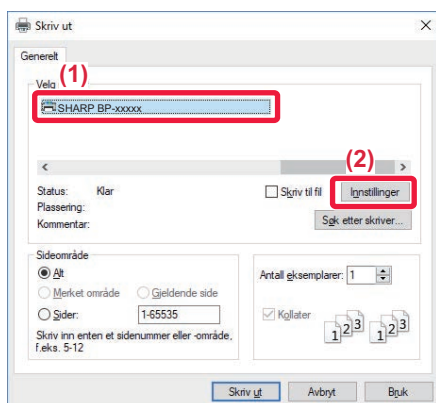 Skriv ut
Generelt
Velg
(1)
SHARP BP-xxxxx
(2)
Status: Klar
Skriv til fil
Innstillinger
Plassering:
Kommentar:
Søk etter skriver...
Sideområde
Alt
Merket område
Gjeldende side
Sider:
1-65535
Skriv inn enten et sidenummer eller -område,
f.eks. 5-12
Antall eksemplarer: 1
Kollater
1 2 3 1 2 3
Skriv ut
Avbryt
Bruk